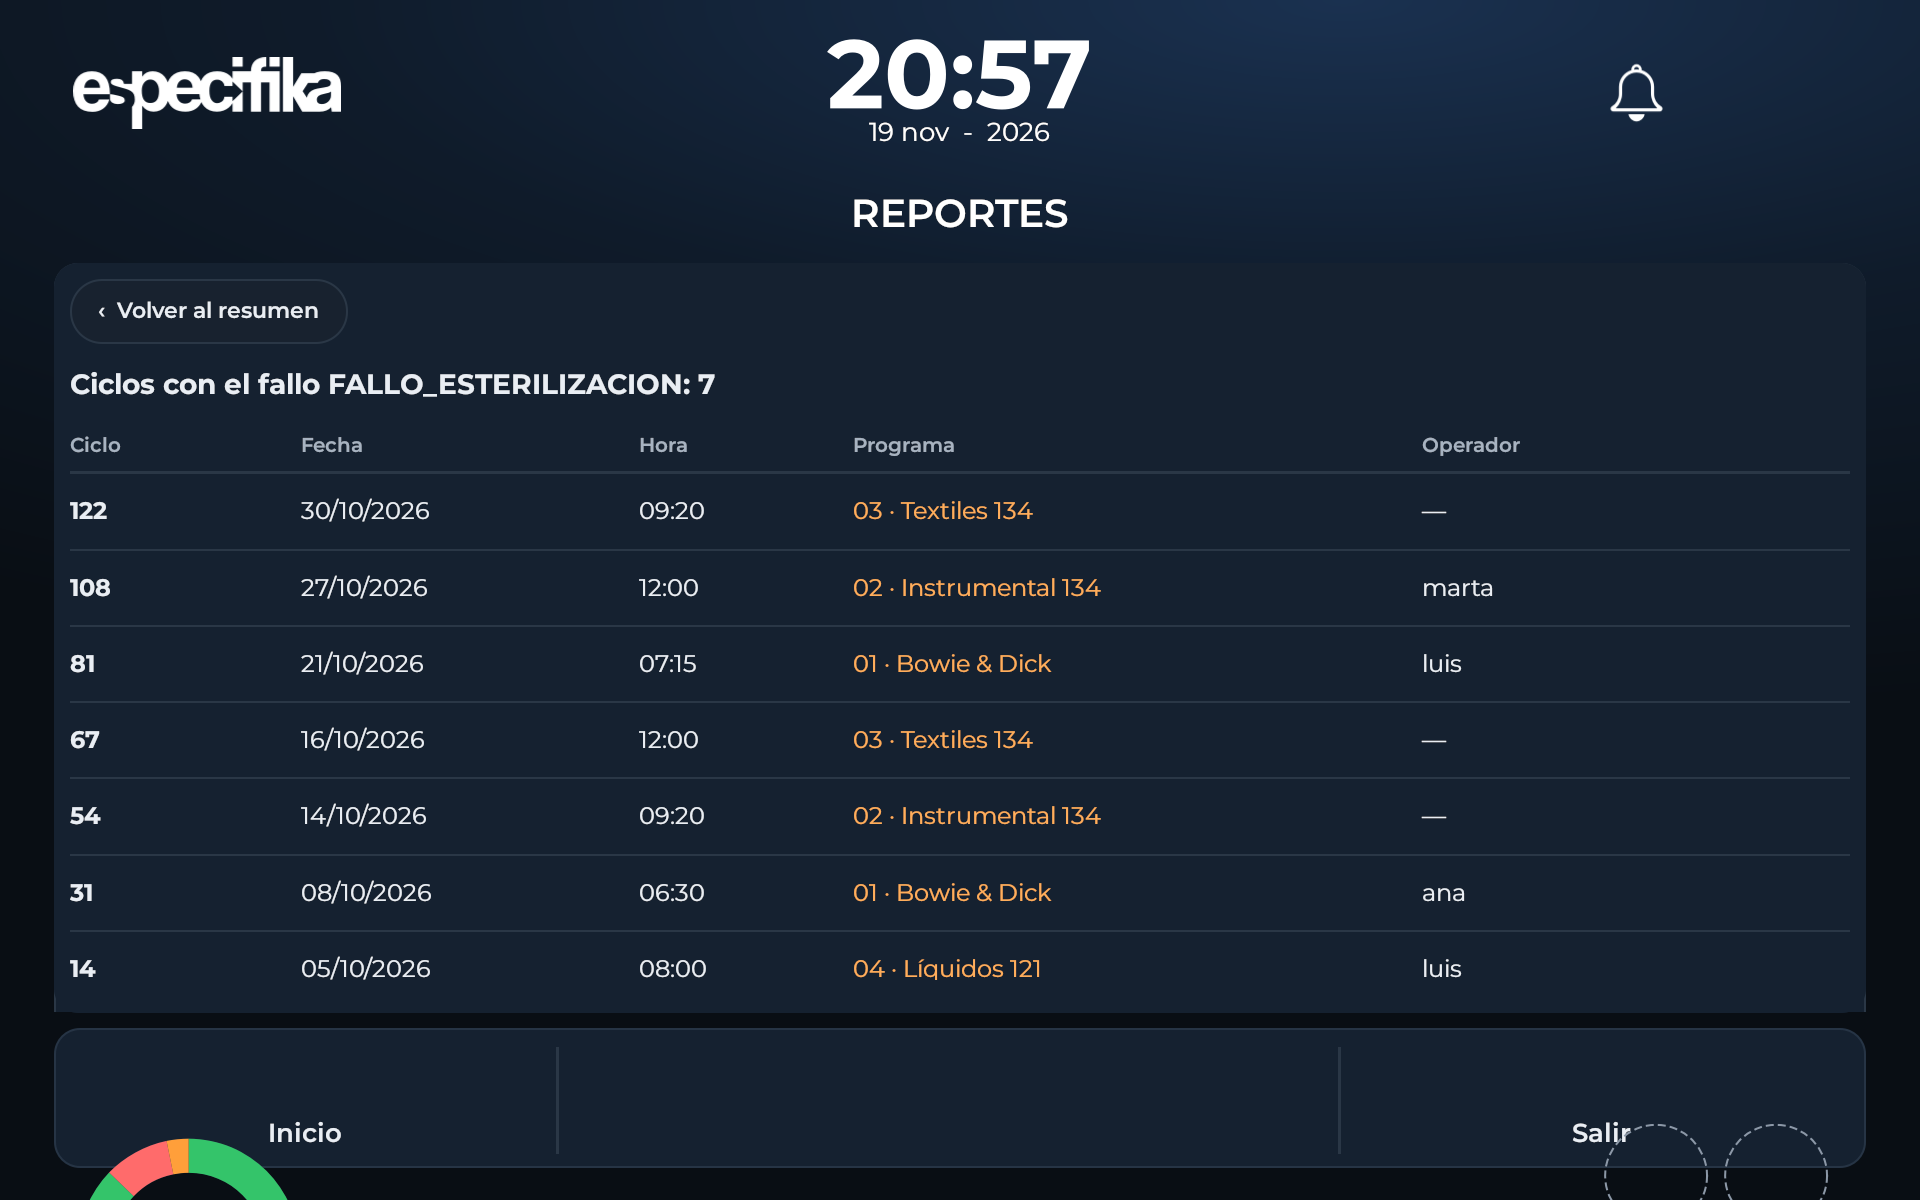 especifika
20:57
19 nov - 2026
REPORTES
‹ Volver al resumen
Ciclos con el fallo FALLO_ESTERILIZACION: 7
Ciclo Fecha Hora Programa Operador
122 30/10/2026 09:20 03 · Textiles 134 —
108 27/10/2026 12:00 02 · Instrumental 134 marta
81 21/10/2026 07:15 01 · Bowie & Dick luis
67 16/10/2026 12:00 03 · Textiles 134 —
54 14/10/2026 09:20 02 · Instrumental 134 —
31 08/10/2026 06:30 01 · Bowie & Dick ana
14 05/10/2026 08:00 04 · Líquidos 121 luis
Inicio Salir